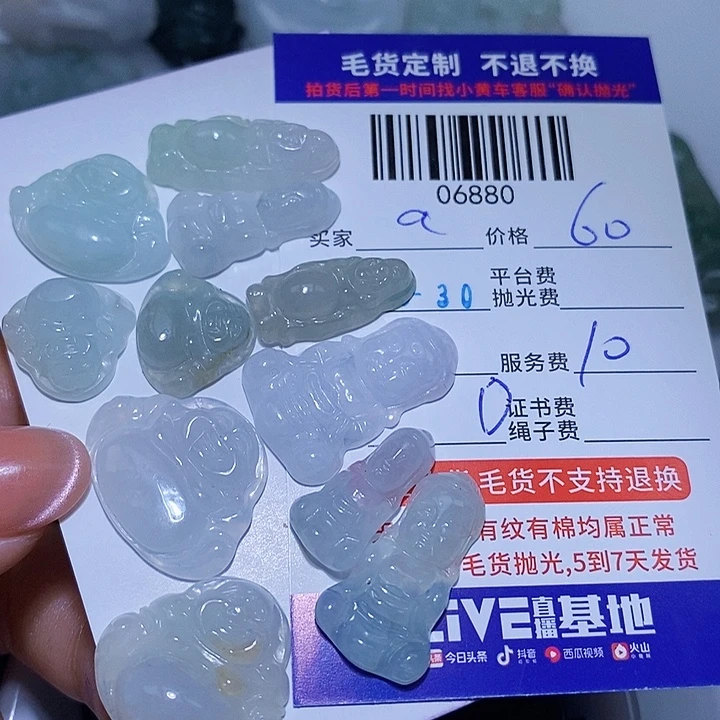 毛货定制 不退不换
拍货后第一时间找小黄车客服"确认抛光"
06880
买家 a 价格 60
平台费
- 30 抛光费
服务费 10
0 证书费
绳子费
毛货不支持退换
有纹有棉均属正常
毛货抛光,5到7天发货
LIVE直播基地
今日头条 抖音 西瓜视频 火山